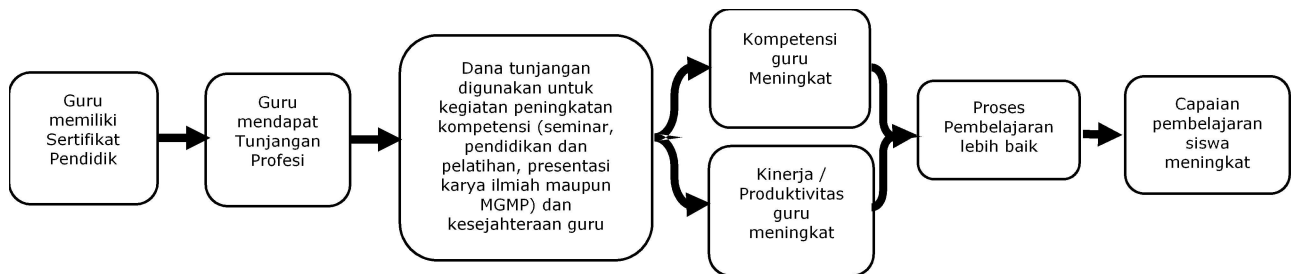 Guru
memiliki
Sertifikat
Pendidik
Guru
mendapat
Tunjangan
Profesi
Dana tunjangan
digunakan untuk
kegiatan peningkatan
kompetensi (seminar,
pendidikan dan
pelatihan, presentasi
karya ilmiah maupun
MGMP) dan
kesejahteraan guru
Kompetensi
guru
Meningkat
Kinerja /
Produktivitas
guru
meningkat
Proses
Pembelajaran
lebih baik
Capaian
pembelajaran
siswa
meningkat